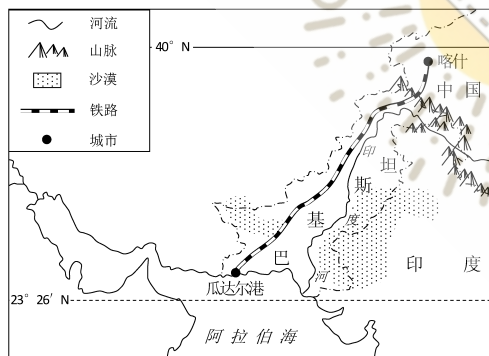 河流
山脉
沙漠
铁路
城市
40° N
喀什
中国
印度河
巴基斯坦
印度
瓜达尔港
23° 26′ N
阿拉伯海